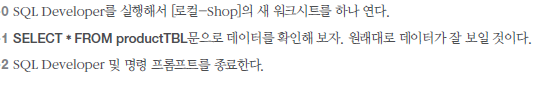 -0 SQL Developer를 실행해서 [로컬-Shop]의 새 워크시트를 하나 연다.
-1 SELECT * FROM productTBL문으로 데이터를 확인해 보자. 원래대로 데이터가 잘 보일 것이다.
-2 SQL Developer 및 명령 프롬프트를 종료한다.